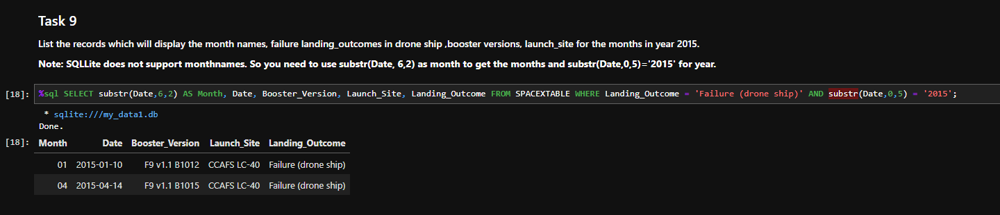 Task 9
List the records which will display the month names, failure landing_outcomes in drone ship ,booster versions, launch_site for the months in year 2015.
Note: SQLLite does not support monthnames. So you need to use substr(Date, 6,2) as month to get the months and substr(Date,0,5)='2015' for year.
[18]: %sql SELECT substr(Date,6,2) AS Month, Date, Booster_Version, Launch_Site, Landing_Outcome FROM SPACEXTABLE WHERE Landing_Outcome = 'Failure (drone ship)' AND substr(Date,0,5) = '2015';
* sqlite:///my_data1.db
Done.
[18]: Month Date Booster_Version Launch_Site Landing_Outcome
01 2015-01-10 F9 v1.1 B1012 CCAFS LC-40 Failure (drone ship)
04 2015-04-14 F9 v1.1 B1015 CCAFS LC-40 Failure (drone ship)